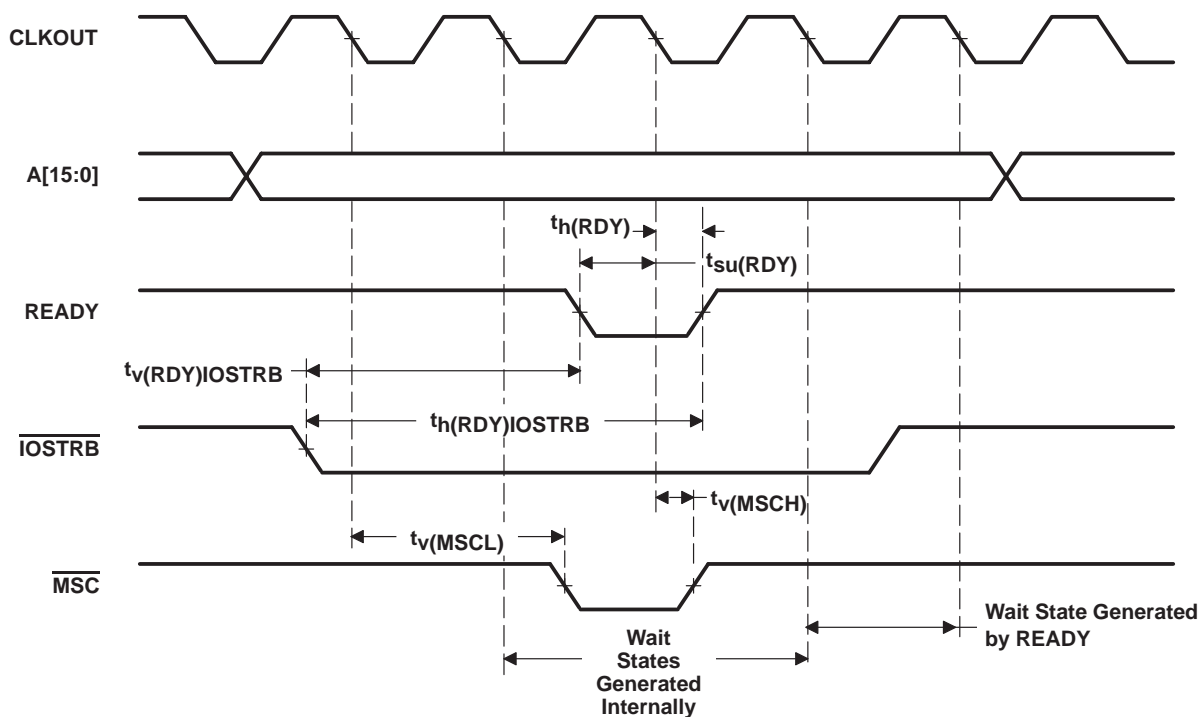 CLKOUT
A[15:0]
th(RDY)
tsu(RDY)
READY
tv(RDY)IOSTRB
th(RDY)IOSTRB
IOSTRB
tv(MSCH)
tv(MSCL)
MSC
Wait State Generated
by READY
Wait
States
Generated
Internally